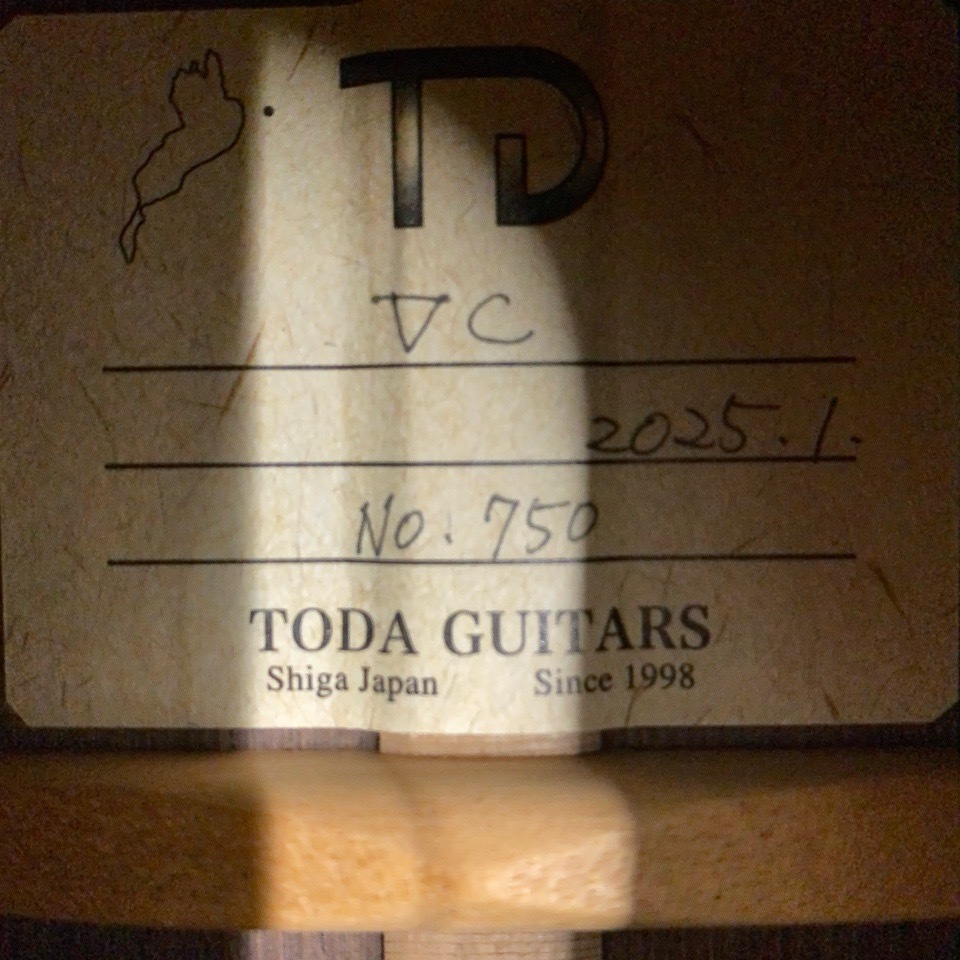 TD
VC
2025.1.
No. 750
TODA GUITARS
Shiga Japan Since 1998